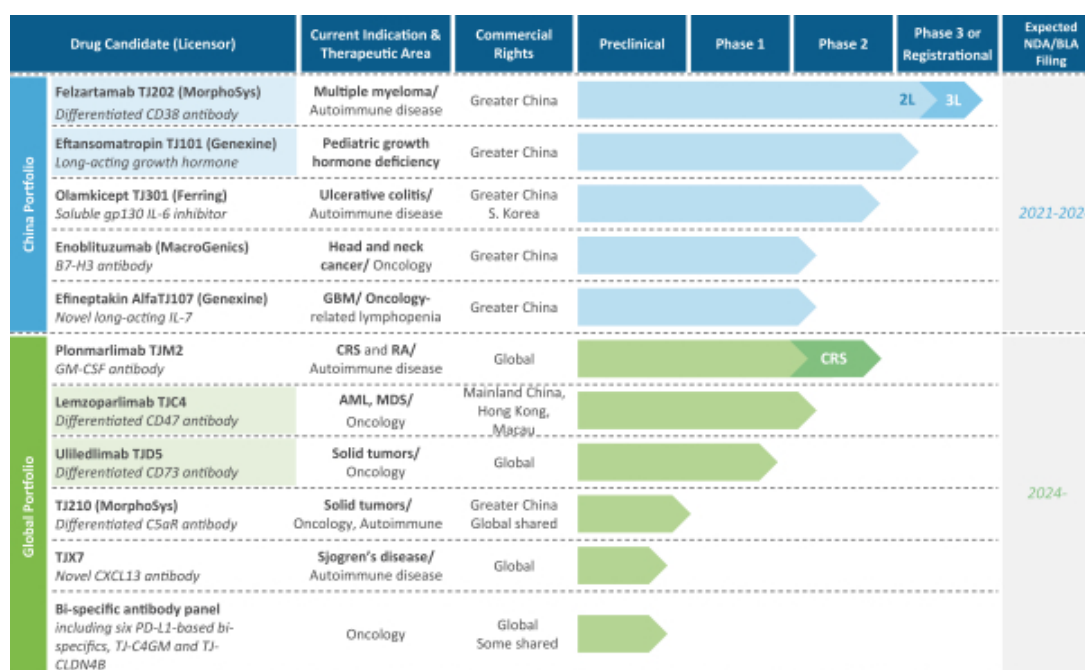 Drug Candidate (Licensor)
Current Indication &
Therapeutic Area
Commercial
Rights
Preclinical
Phase 1
Phase 2
Phase 3 or
Registrational
Expected
NDA/BLA
Filing
China Portfolio
Felzartamab TJ202 (MorphoSys)
Differentiated CD38 antibody
Multiple myeloma/
Autoimmune disease
Greater China
2L
3L
Eftansomatropin TJ101 (Genexine)
Long-acting growth hormone
Pediatric growth
hormone deficiency
Greater China
Olamkicept TJ301 (Ferring)
Soluble gp130 IL-6 inhibitor
Ulcerative colitis/
Autoimmune disease
Greater China
S. Korea
2021-202
Enoblituzumab (MacroGenics)
B7-H3 antibody
Head and neck
cancer/ Oncology
Greater China
Efineptakin AlfaTJ107 (Genexine)
Novel long-acting IL-7
GBM/ Oncology-
related lymphopenia
Greater China
Global Portfolio
Plonmarlimab TJM2
GM-CSF antibody
CRS and RA/
Autoimmune disease
Global
CRS
Lemzoparlimab TJC4
Differentiated CD47 antibody
AML, MDS/
Oncology
Mainland China,
Hong Kong,
Macau
Uliledlimab TJD5
Differentiated CD73 antibody
Solid tumors/
Oncology
Global
TJ210 (MorphoSys)
Differentiated C5aR antibody
Solid tumors/
Oncology, Autoimmune
Greater China
Global shared
2024-
TJX7
Novel CXCL13 antibody
Sjogren's disease/
Autoimmune disease
Global
Bi-specific antibody panel
including six PD-L1-based bi-
specifics, TJ-C4GM and TJ-
CLDN4B
Oncology
Global
Some shared